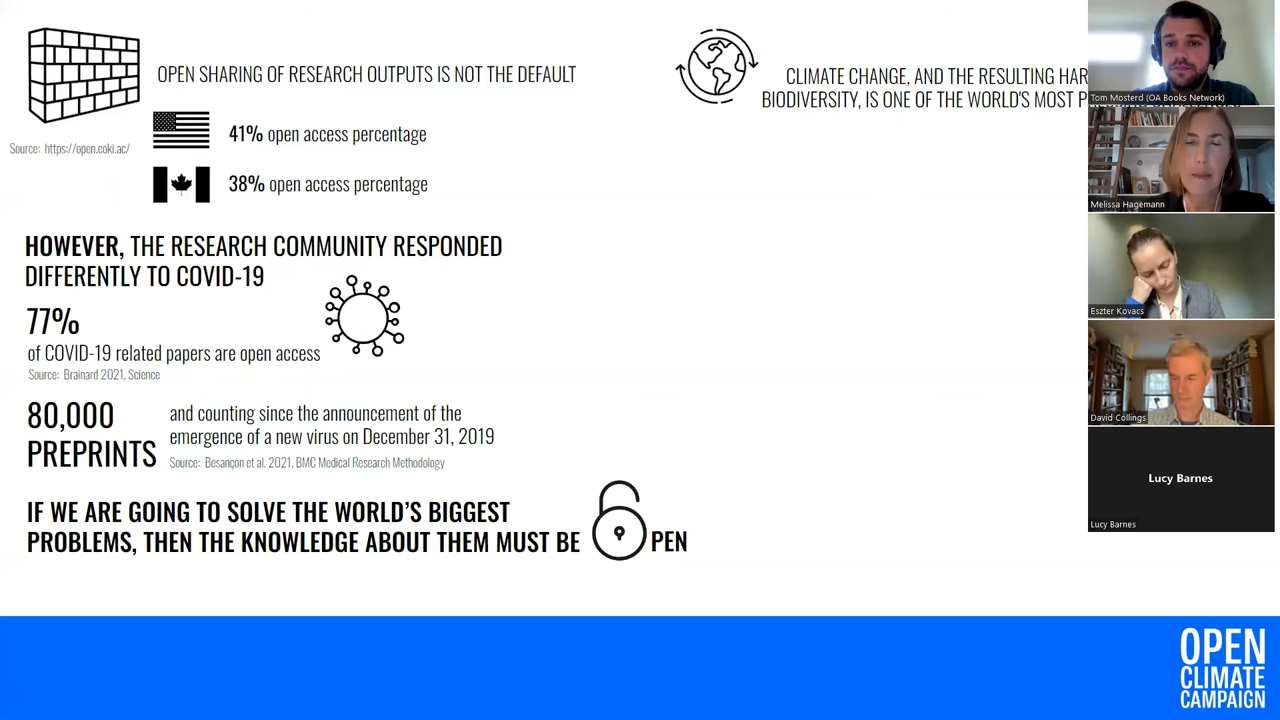 OPEN SHARING OF RESEARCH OUTPUTS IS NOT THE DEFAULT
41% open access percentage
Source: https://open.coki.ac/
38% open access percentage
HOWEVER, THE RESEARCH COMMUNITY RESPONDED
DIFFERENTLY TO COVID-19
77%
of COVID-19 related papers are open access
Source: Brainard 2021, Science
80,000
PREPRINTS
and counting since the announcement of the
emergence of a new virus on December 31, 2019
Source: Besançon et al. 2021, BMC Medical Research Methodology
IF WE ARE GOING TO SOLVE THE WORLD'S BIGGEST
PROBLEMS, THEN THE KNOWLEDGE ABOUT THEM MUST BE PEN
CLIMATE CHANGE, AND THE RESULTING HAR
BIODIVERSITY, IS ONE OF THE WORLD'S MOST P
Tom Mosterd (OA Books Network)
Melissa Hagemann
Eszter Kovacs
David Collings
Lucy Barnes
Lucy Barnes
OPEN
CLIMATE
CAMPAIGN